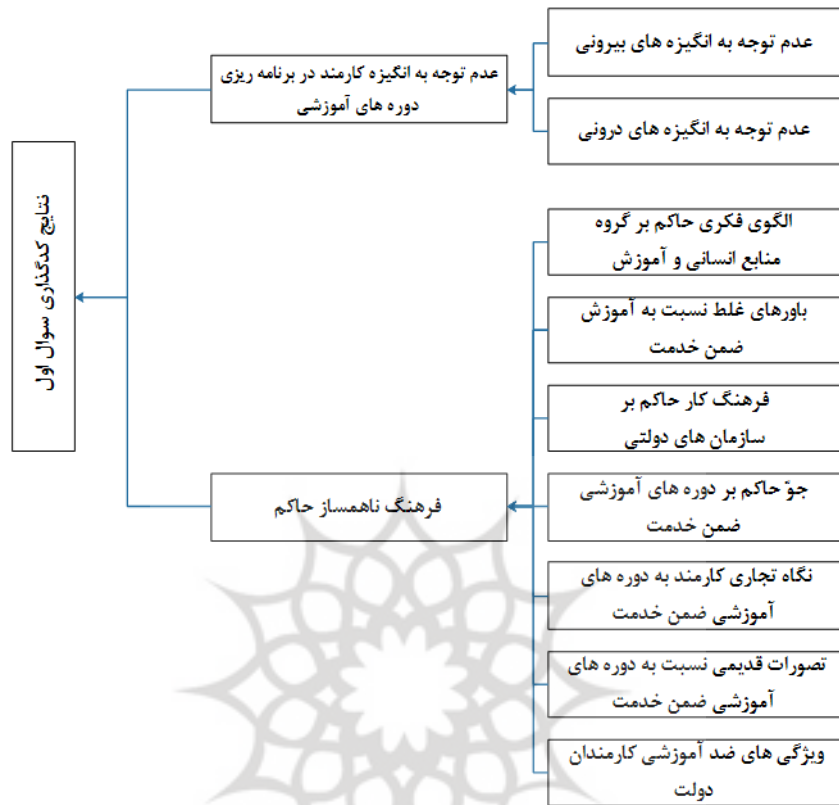 عدم توجه به انگیزه های بیرونی
عدم توجه به انگیزه های درونی
عدم توجه به انگیزه کارمند در برنامه ریزی
دوره های آموزشی
الگوی فکری حاکم بر گروه
منابع انسانی و آموزش
باورهای غلط نسبت به آموزش
ضمن خدمت
فرهنگ کار حاکم بر
سازمان های دولتی
جوّ حاکم بر دوره های آموزشی
ضمن خدمت
نگاه تجاری کارمند به دوره های
آموزشی ضمن خدمت
تصورات قدیمی نسبت به دوره های
آموزشی ضمن خدمت
ویژگی های ضد آموزشی کارمندان
دولت
فرهنگ ناهمساز حاکم
نتایج کدگذاری سوال اول